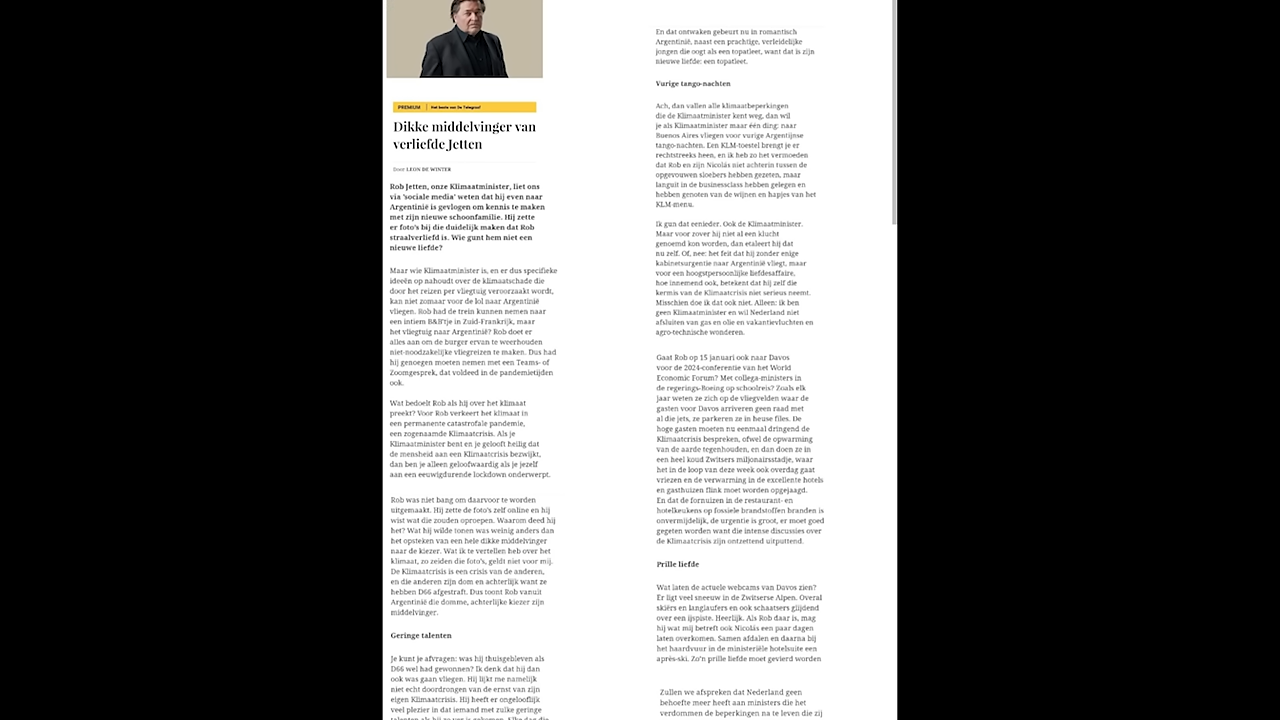 PREMIUM | Het beste van De Telegraaf
Dikke middelvinger van
verliefde Jetten
Door LEON DE WINTER
Rob Jetten, onze Klimaatminister, liet ons
via 'sociale media' weten dat hij even naar
Argentinië is gevlogen om kennis te maken
met zijn nieuwe schoonfamilie. Hij zette
er foto's bij die duidelijk maken dat Rob
straalverliefd is. Wie gunt hem niet een
nieuwe liefde?
Maar wie Klimaatminister is, en er dus specifieke
ideeën op nahoudt over de klimaatschade die
door het reizen per vliegtuig veroorzaakt wordt,
kan niet zomaar voor de lol naar Argentinië
vliegen. Rob had de trein kunnen nemen naar
een intiem B&B'tje in Zuid-Frankrijk, maar
het vliegtuig naar Argentinië? Rob doet er
alles aan om de burger ervan te weerhouden
niet-noodzakelijke vliegreizen te maken. Dus had
hij genoegen moeten nemen met een Teams- of
Zoomgesprek, dat voldeed in de pandemietijden
ook.
Wat bedoelt Rob als hij over het klimaat
preekt? Voor Rob verkeert het klimaat in
een permanente catastrofale pandemie,
een zogenaamde Klimaatcrisis. Als je
Klimaatminister bent en je gelooft heilig dat
de mensheid aan een Klimaatcrisis bezwijkt,
dan ben je alleen geloofwaardig als je jezelf
aan een eeuwigdurende lockdown onderwerpt.
Rob was niet bang om daarvoor te worden
uitgemaakt. Hij zette de foto's zelf online en hij
wist wat die zouden oproepen. Waarom deed hij
het? Wat hij wilde tonen was weinig anders dan
het opsteken van een hele dikke middelvinger
naar de kiezer. Wat ik te vertellen heb over het
klimaat, zo zeiden die foto's, geldt niet voor mij.
De Klimaatcrisis is een crisis van de anderen,
en die anderen zijn dom en achterlijk want ze
hebben D66 afgestraft. Dus toont Rob vanuit
Argentinië die domme, achterlijke kiezer zijn
middelvinger.
Geringe talenten
Je kunt je afvragen: was hij thuisgebleven als
D66 wel had gewonnen? Ik denk dat hij dan
ook was gaan vliegen. Hij lijkt me namelijk
niet echt doordrongen van de ernst van zijn
eigen Klimaatcrisis. Hij heeft er ongelooflijk
veel plezier in dat iemand met zulke geringe
talenten als hij zo ver is gekomen. Elke dag die
En dat ontwaken gebeurt nu in romantisch
Argentinië, naast een prachtige, verleidelijke
jongen die oogt als een topatleet, want dat is zijn
nieuwe liefde: een topatleet.
Vurige tango-nachten
Ach, dan vallen alle klimaatbeperkingen
die de Klimaatminister kent weg, dan wil
je als Klimaatminister maar één ding: naar
Buenos Aires vliegen voor vurige Argentijnse
tango-nachten. Een KLM-toestel brengt je er
rechtstreeks heen, en ik heb zo het vermoeden
dat Rob en zijn Nicolás niet achterin tussen de
opgevouwen sloebers hebben gezeten, maar
languit in de businessclass hebben gelegen en
hebben genoten van de wijnen en hapjes van het
KLM-menu.
Ik gun dat eenieder. Ook de Klimaatminister.
Maar voor zover hij niet al een klucht
genoemd kon worden, dan etaleert hij dat
nu zelf. Of, nee: het feit dat hij zonder enige
kabinetsurgentie naar Argentinië vliegt, maar
voor een hoogstpersoonlijke liefdesaffaire,
hoe innemend ook, betekent dat hij zelf die
kermis van de Klimaatcrisis niet serieus neemt.
Misschien doe ik dat ook niet. Alleen: ik ben
geen Klimaatminister en wil Nederland niet
afsluiten van gas en olie en vakantievluchten en
agro-technische wonderen.
Gaat Rob op 15 januari ook naar Davos
voor de 2024-conferentie van het World
Economic Forum? Met collega-ministers in
de regerings-Boeing op schoolreis? Zoals elk
jaar weten ze zich op de vliegvelden waar de
gasten voor Davos arriveren geen raad met
al die jets, ze parkeren ze in heuse files. De
hoge gasten moeten nu eenmaal dringend de
Klimaatcrisis bespreken, ofwel de opwarming
van de aarde tegenhouden, en dan doen ze in
een heel koud Zwitsers miljonairsstadje, waar
het in de loop van deze week ook overdag gaat
vriezen en de verwarming in de excellente hotels
en gasthuizen flink moet worden opgejaagd.
En dat de fornuizen in de restaurant- en
hotelkeukens op fossiele brandstoffen branden is
onvermijdelijk, de urgentie is groot, er moet goed
gegeten worden want die intense discussies over
de Klimaatcrisis zijn ontzettend uitputtend.
Prille liefde
Wat laten de actuele webcams van Davos zien?
Er ligt veel sneeuw in de Zwitserse Alpen. Overal
skiërs en langlaufers en ook schaatsers glijdend
over een ijspiste. Heerlijk. Als Rob daar is, mag
hij wat mij betreft ook Nicolás een paar dagen
laten overkomen. Samen afdalen en daarna bij
het haardvuur in de ministeriële hotelsuite een
après-ski. Zo'n prille liefde moet gevierd worden
Zullen we afspreken dat Nederland geen
behoefte meer heeft aan ministers die het
verdommen de beperkingen na te leven die zij